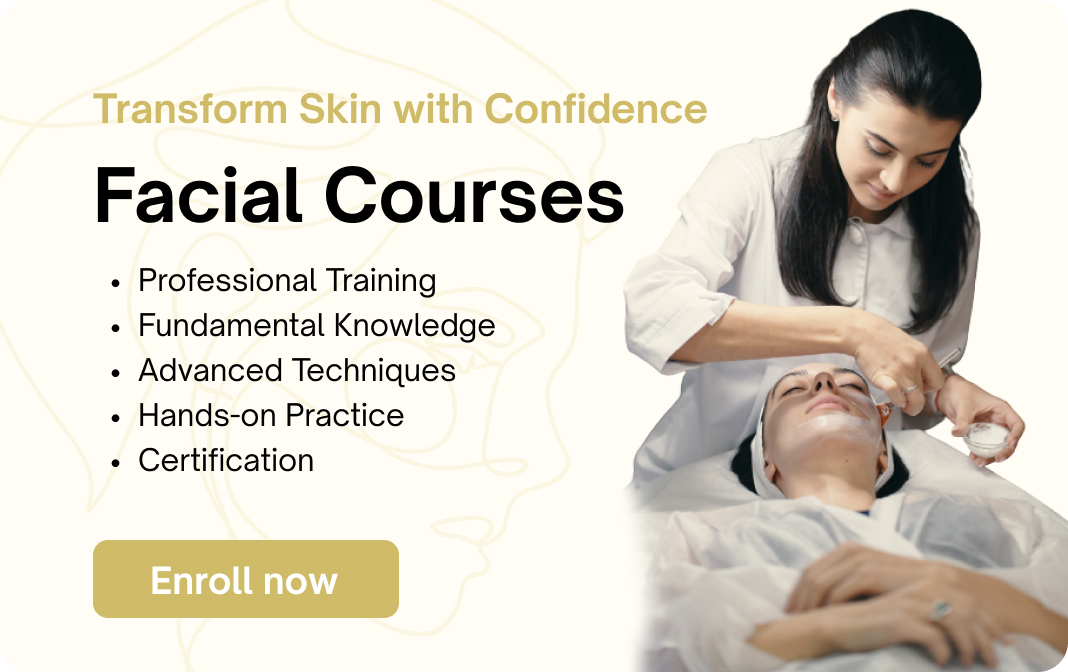 Transform Skin with Confidence
Facial Courses
• Professional Training
• Fundamental Knowledge
• Advanced Techniques
• Hands-on Practice
• Certification
Enroll now